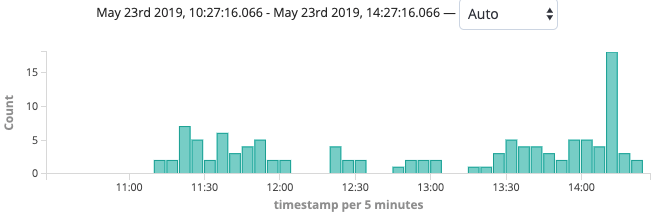 May 23rd 2019, 10:27:16.066 - May 23rd 2019, 14:27:16.066 — Auto
15
10
5
0
Count
11:00 11:30 12:00 12:30 13:00 13:30 14:00
timestamp per 5 minutes